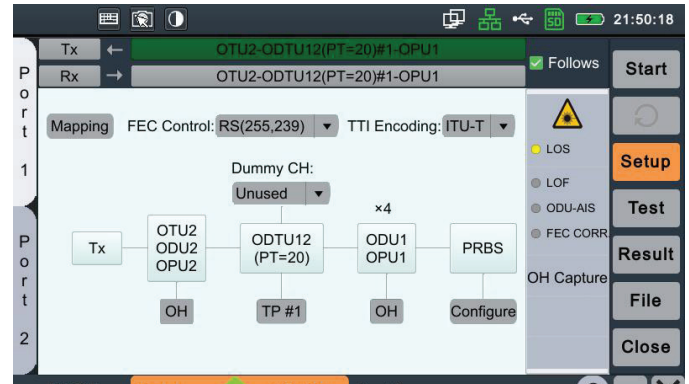 SD 21:50:18
Tx ← OTU2-ODTU12(PT=20)#1-OPU1
Rx → OTU2-ODTU12(PT=20)#1-OPU1
Follows
Start
Port 1
Mapping FEC Control: RS(255,239) TTI Encoding: ITU-T
LOS
LOF
ODU-AIS
FEC CORR
OH Capture
Setup
Test
Result
File
Close
Dummy CH:
Unused
×4
Tx
OTU2
ODU2
OPU2
ODTU12
(PT=20)
ODU1
OPU1
PRBS
OH TP #1 OH Configure
Port 2